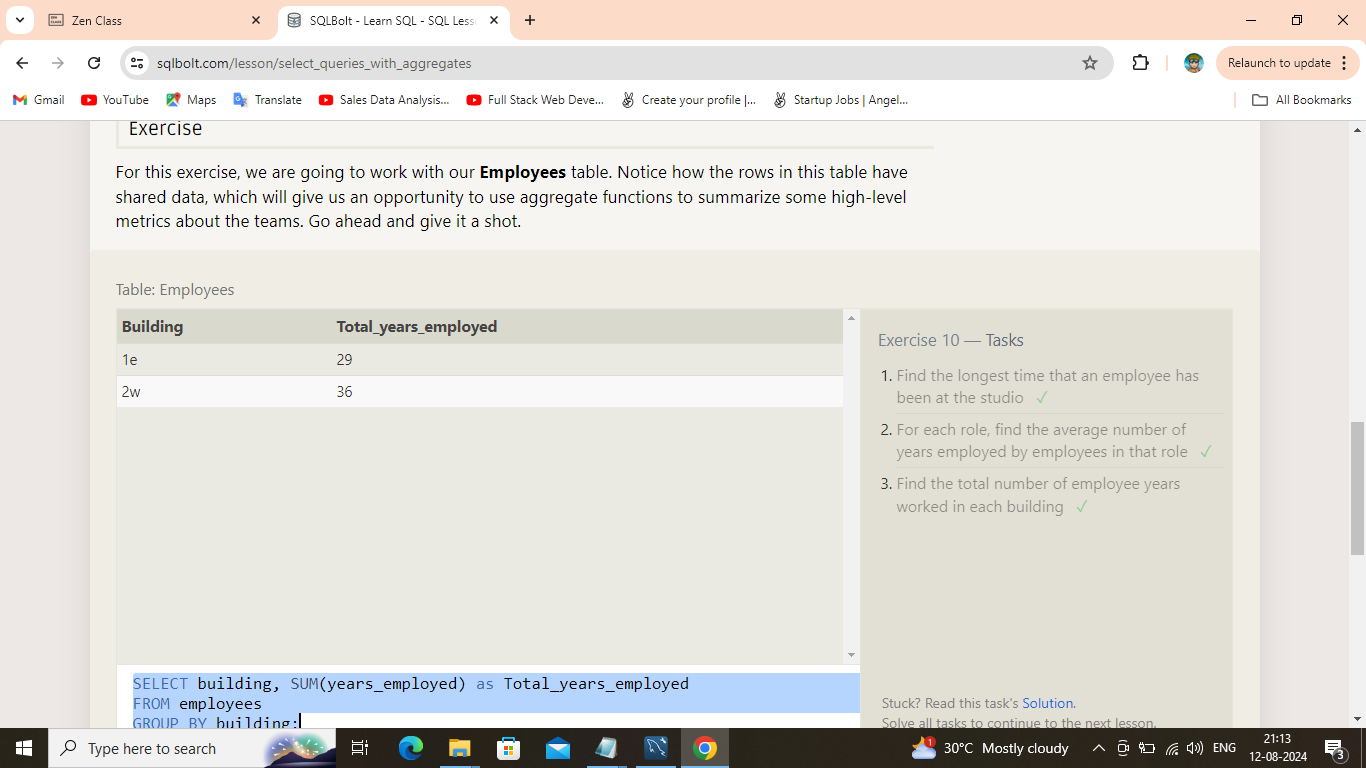 Zen Class
SQLBolt - Learn SQL - SQL Less
sqlbolt.com/lesson/select_queries_with_aggregates
Relaunch to update
Gmail
YouTube
Maps
Translate
Sales Data Analysis...
Full Stack Web Deve...
Create your profile |...
Startup Jobs | Angel...
All Bookmarks
Exercise
For this exercise, we are going to work with our Employees table. Notice how the rows in this table have
shared data, which will give us an opportunity to use aggregate functions to summarize some high-level
metrics about the teams. Go ahead and give it a shot.
Table: Employees
Building Total_years_employed
1e 29
2w 36
Exercise 10 — Tasks
1. Find the longest time that an employee has
been at the studio ✓
2. For each role, find the average number of
years employed by employees in that role ✓
3. Find the total number of employee years
worked in each building ✓
SELECT building, SUM(years_employed) as Total_years_employed
FROM employees
GROUP BY building;
Stuck? Read this task's Solution.
Solve all tasks to continue to the next lesson.
Type here to search
1
30°C Mostly cloudy
ENG
21:13
12-08-2024
3